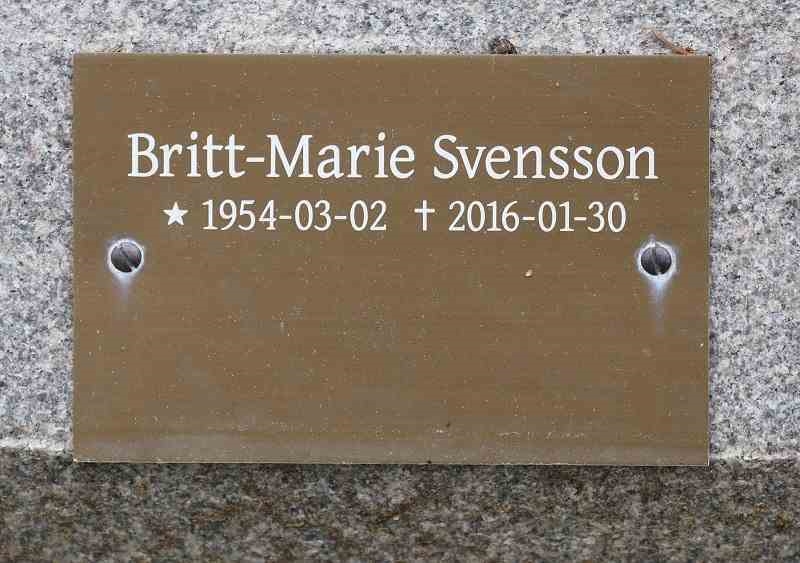 Britt-Marie Svensson
★ 1954-03-02 ✝ 2016-01-30